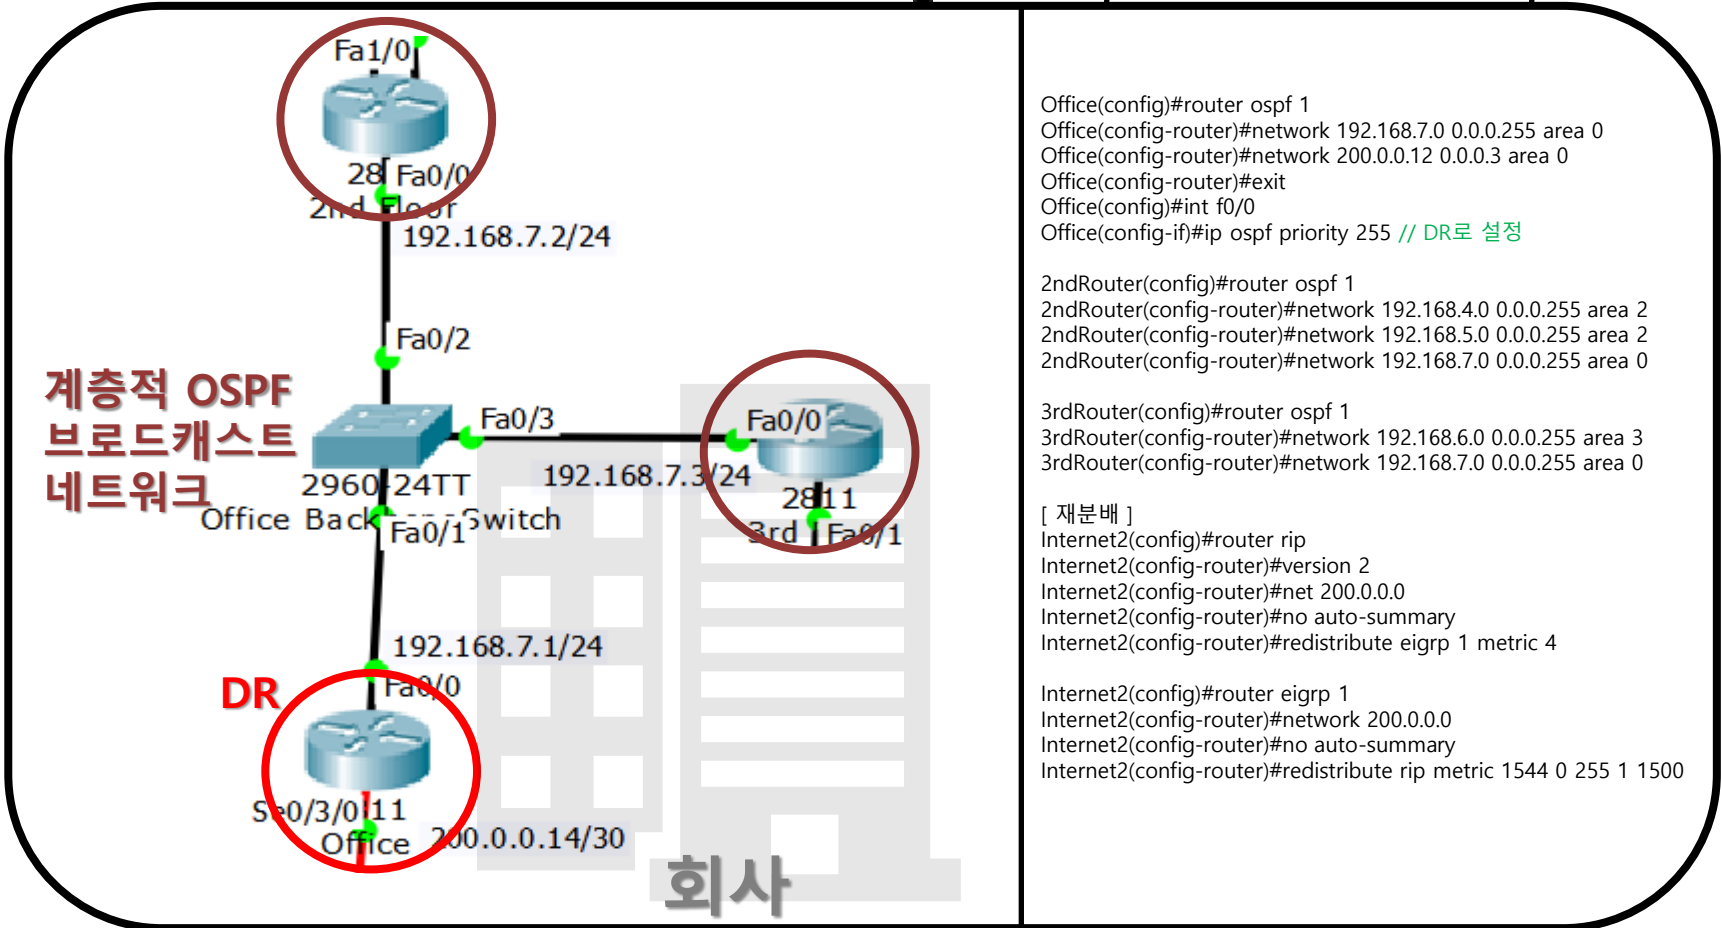 Fa1/0
28 Fa0/0
2nd Floor
192.168.7.2/24
Fa0/2
계층적 OSPF
브로드캐스트
네트워크
Fa0/3
Fa0/0
2960-24TT
192.168.7.3/24
2811
Office Switch
Fa0/1
3rd
Fa0/1
192.168.7.1/24
DR
Fa0/0
Se0/3/0 11
Office
200.0.0.14/30
회사
Office(config)#router ospf 1
Office(config-router)#network 192.168.7.0 0.0.0.255 area 0
Office(config-router)#network 200.0.0.12 0.0.0.3 area 0
Office(config-router)#exit
Office(config)#int f0/0
Office(config-if)#ip ospf priority 255 // DR로 설정
2ndRouter(config)#router ospf 1
2ndRouter(config-router)#network 192.168.4.0 0.0.0.255 area 2
2ndRouter(config-router)#network 192.168.5.0 0.0.0.255 area 2
2ndRouter(config-router)#network 192.168.7.0 0.0.0.255 area 0
3rdRouter(config)#router ospf 1
3rdRouter(config-router)#network 192.168.6.0 0.0.0.255 area 3
3rdRouter(config-router)#network 192.168.7.0 0.0.0.255 area 0
[ 재분배 ]
Internet2(config)#router rip
Internet2(config-router)#version 2
Internet2(config-router)#net 200.0.0.0
Internet2(config-router)#no auto-summary
Internet2(config-router)#redistribute eigrp 1 metric 4
Internet2(config)#router eigrp 1
Internet2(config-router)#network 200.0.0.0
Internet2(config-router)#no auto-summary
Internet2(config-router)#redistribute rip metric 1544 0 255 1 1500